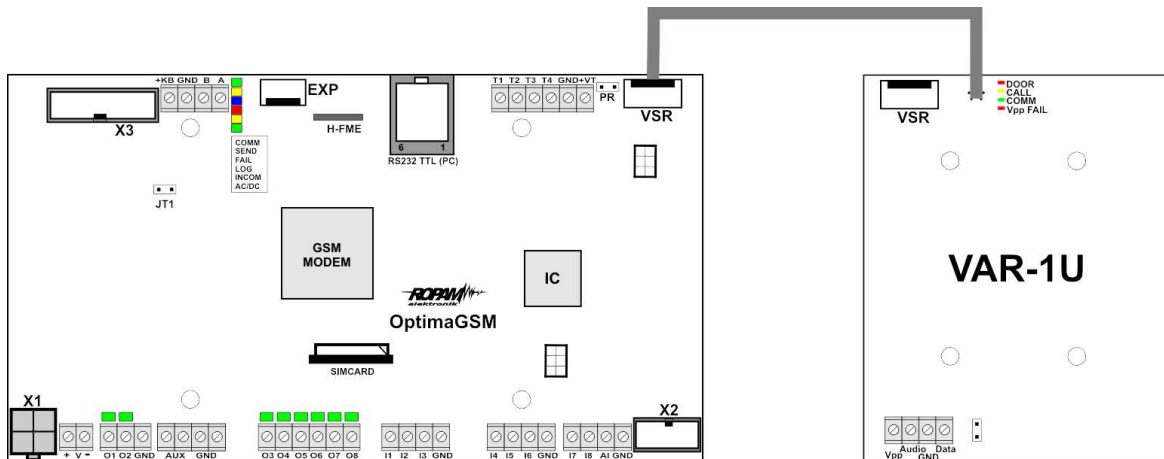 +KB GND B A
EXP
T1 T2 T3 T4 GND+VT
PR
VSR
X3
H-FME
6 1
RS232 TTL (PC)
COMM
SEND
FAIL
LOG
INCOM
AC/DC
JT1
GSM
MODEM
IC
ROPAM
elektronik
OptimaGSM
SIMCARD
X1
X2
+ V - O1 O2 GND AUX GND O3 O4 O5 O6 O7 O8 I1 I2 I3 GND I4 I5 I6 GND I7 I8 AI GND
VSR
DOOR
CALL
COMM
Vpp FAIL
VAR-1U
Vpp Audio GND Data